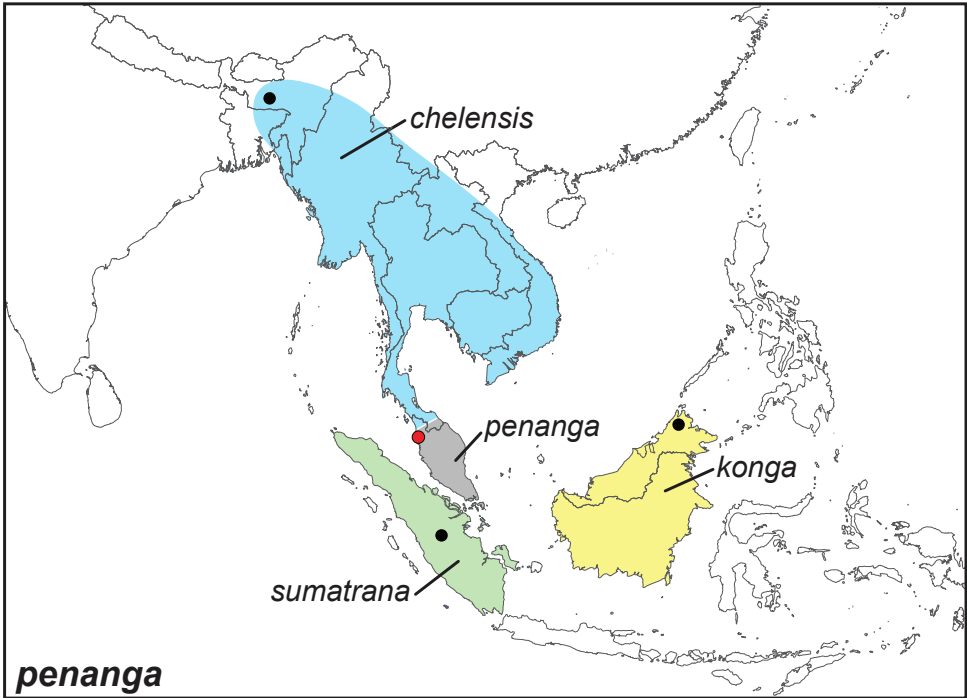 chelensis
penanga
konga
sumatrana
penanga